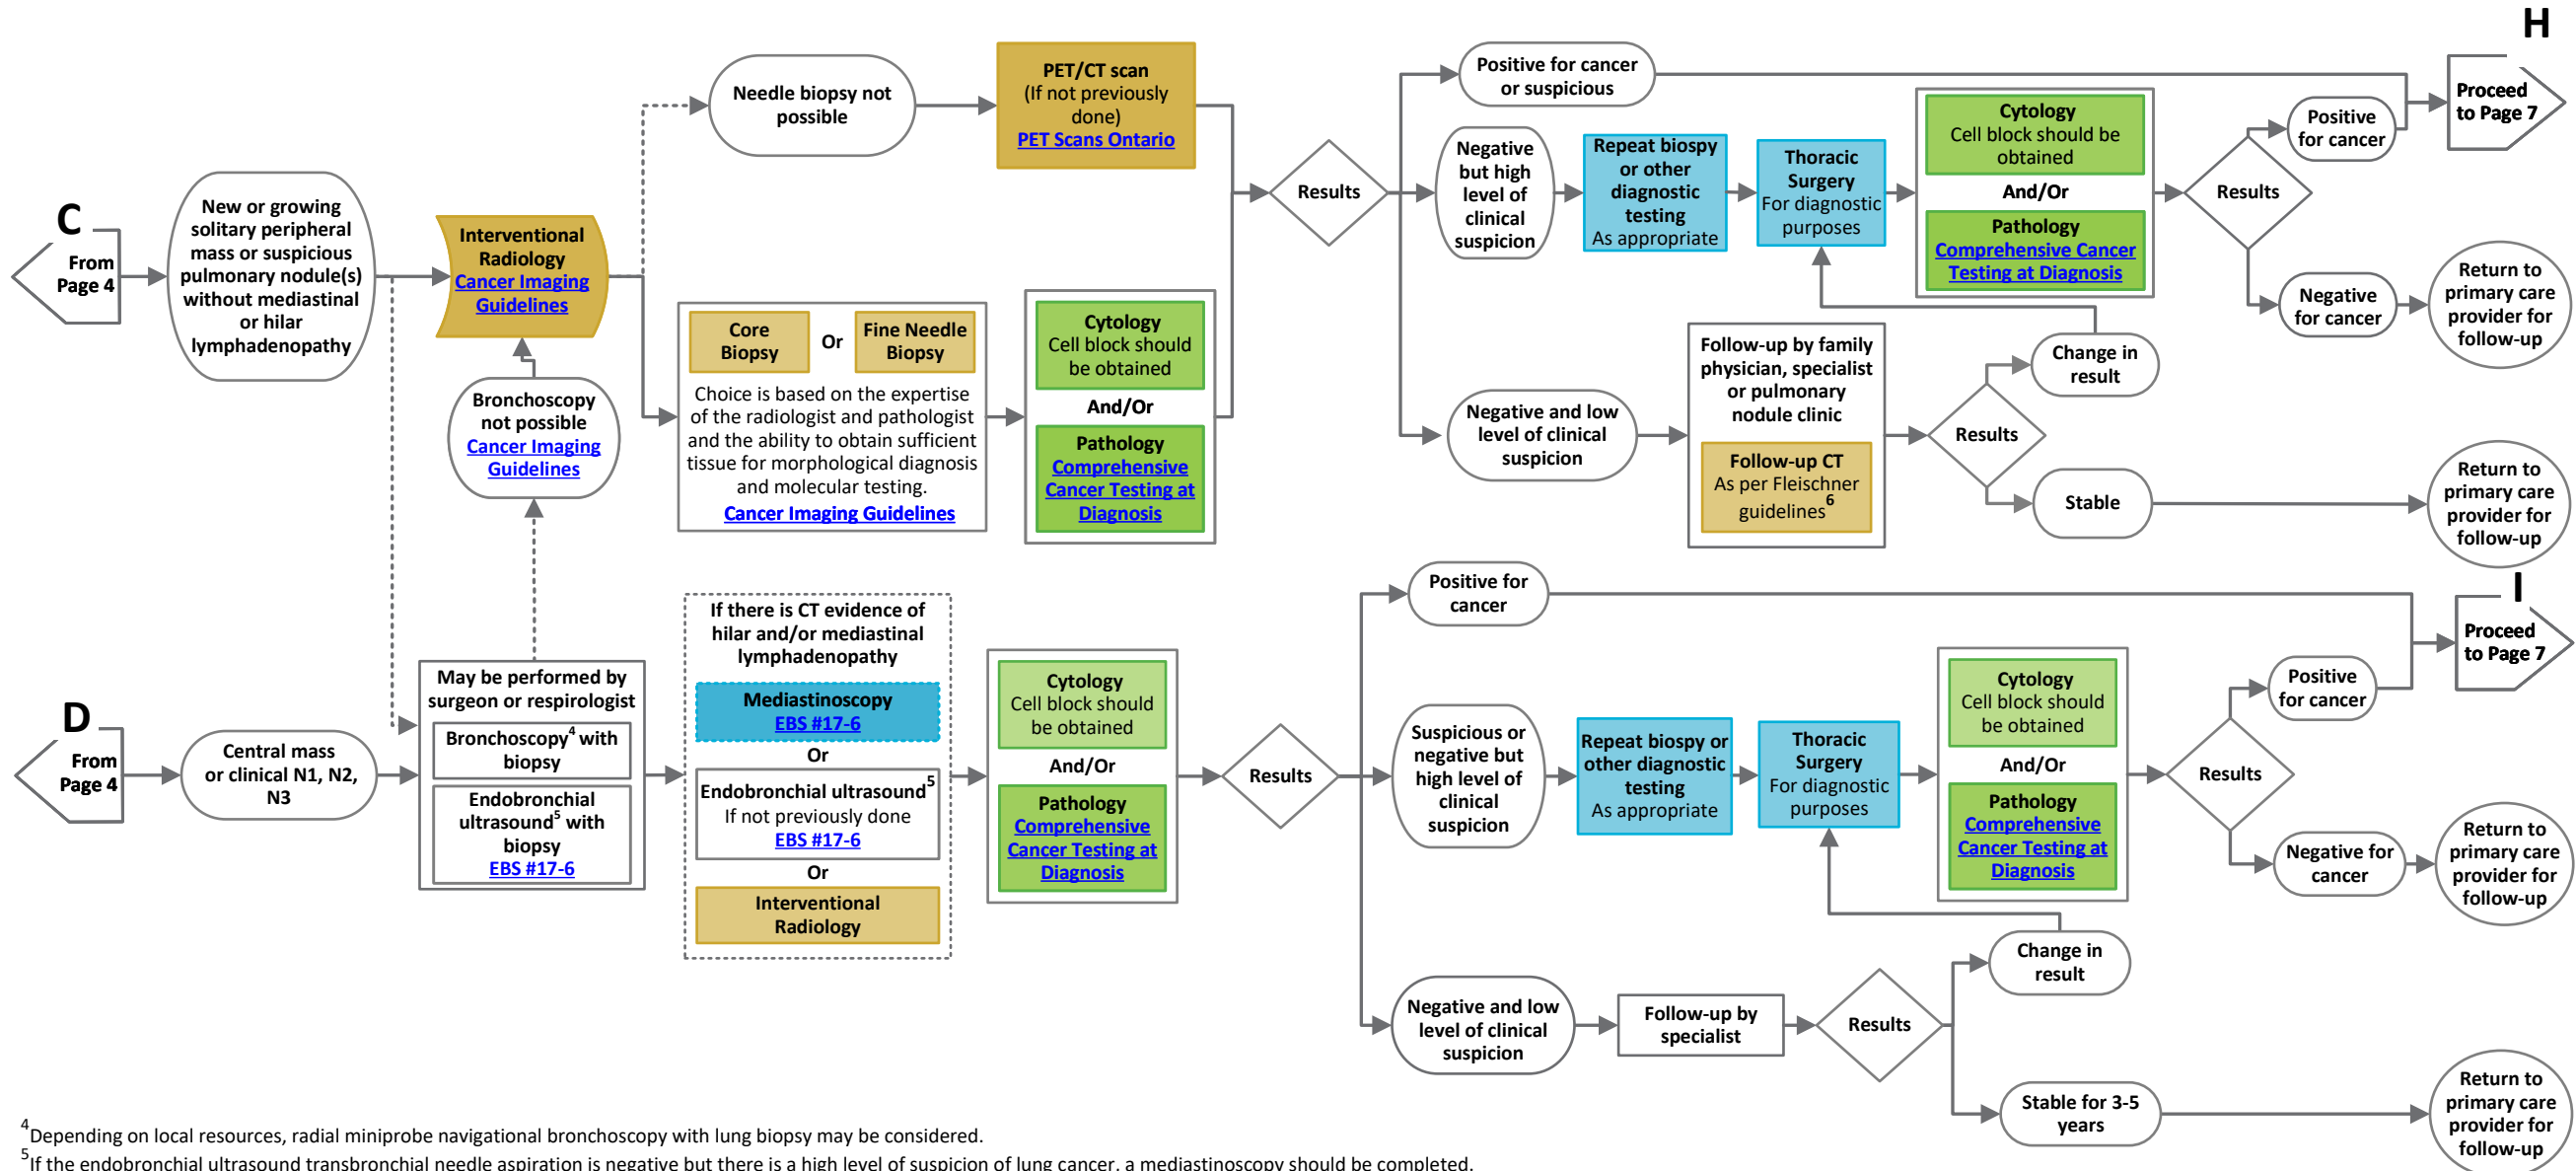 C
From
Page 4
New or growing
solitary peripheral
mass or suspicious
pulmonary nodule(s)
without mediastinal
or hilar
lymphadenopathy
Interventional
Radiology
Cancer Imaging
Guidelines
Bronchoscopy
not possible
Cancer Imaging
Guidelines
Needle biopsy not
possible
PET/CT scan
(If not previously
done)
PET Scans Ontario
Core
Biopsy
Or
Fine Needle
Biopsy
Choice is based on the expertise
of the radiologist and pathologist
and the ability to obtain sufficient
tissue for morphological diagnosis
and molecular testing.
Cancer Imaging Guidelines
Cytology
Cell block should
be obtained
And/Or
Pathology
Comprehensive
Cancer Testing at
Diagnosis
Results
Positive for cancer
or suspicious
Negative
but high
level of
clinical
suspicion
Repeat biospy
or other
diagnostic
testing
As appropriate
Thoracic
Surgery
For diagnostic
purposes
Cytology
Cell block should be
obtained
And/Or
Pathology
Comprehensive Cancer
Testing at Diagnosis
Results
Positive
for cancer
H
Proceed
to Page 7
Negative
for cancer
Return to
primary care
provider for
follow-up
Negative and low
level of clinical
suspicion
Follow-up by family
physician, specialist
or pulmonary
nodule clinic
Follow-up CT
As per Fleischner
guidelines6
Results
Change in
result
Stable
Return to
primary care
provider for
follow-up
D
From
Page 4
Central mass
or clinical N1, N2,
N3
May be performed by
surgeon or respirologist
Bronchoscopy4 with
biopsy
Endobronchial
ultrasound5 with
biopsy
EBS #17-6
If there is CT evidence of
hilar and/or mediastinal
lymphadenopathy
Mediastinoscopy
EBS #17-6
Or
Endobronchial ultrasound5
If not previously done
EBS #17-6
Or
Interventional
Radiology
Cytology
Cell block should
be obtained
And/Or
Pathology
Comprehensive
Cancer Testing at
Diagnosis
Results
Positive for
cancer
Suspicious or
negative but
high level of
clinical
suspicion
Repeat biospy or
other diagnostic
testing
As appropriate
Thoracic
Surgery
For diagnostic
purposes
Cytology
Cell block should
be obtained
And/Or
Pathology
Comprehensive
Cancer Testing at
Diagnosis
Results
Positive
for cancer
I
Proceed
to Page 7
Negative for
cancer
Return to
primary care
provider for
follow-up
Negative and low
level of clinical
suspicion
Follow-up by
specialist
Results
Change in
result
Stable for 3-5
years
Return to
primary care
provider for
follow-up
4Depending on local resources, radial miniprobe navigational bronchoscopy with lung biopsy may be considered.
5If the endobronchial ultrasound transbronchial needle aspiration is negative but there is a high level of suspicion of lung cancer, a mediastinoscopy should be completed.